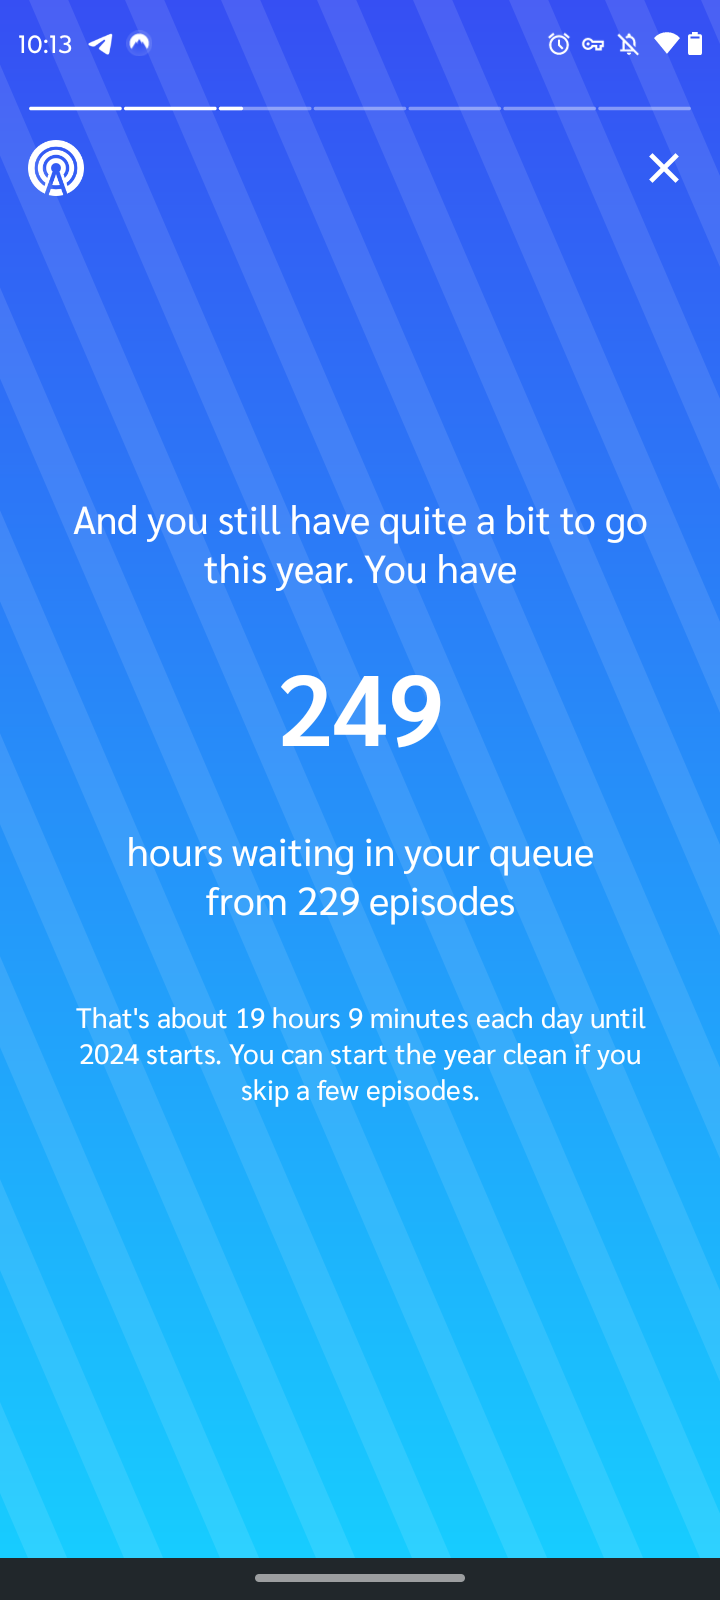 10:13
And you still have quite a bit to go
this year. You have
249
hours waiting in your queue
from 229 episodes
That's about 19 hours 9 minutes each day until
2024 starts. You can start the year clean if you
skip a few episodes.